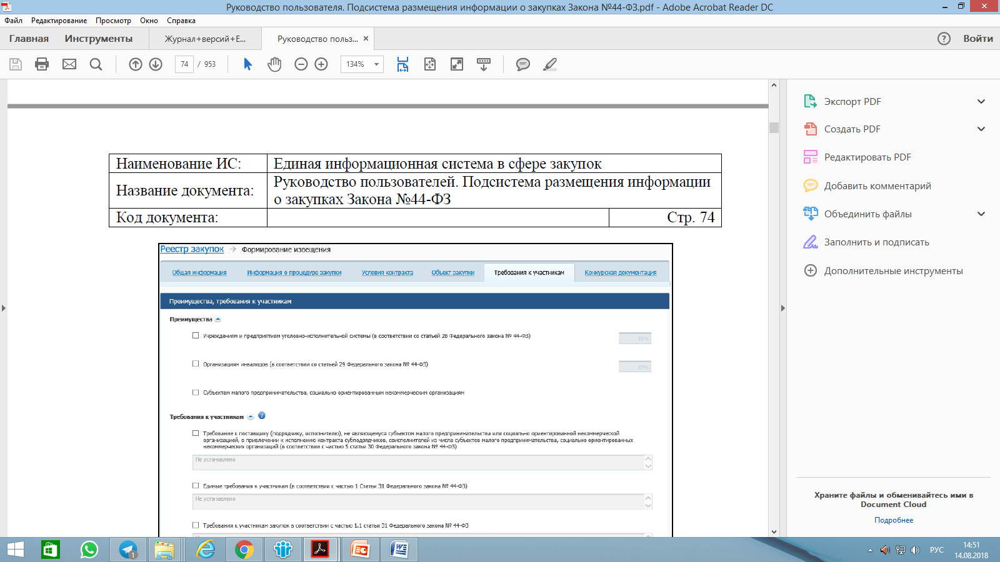 Руководство пользователя. Подсистема размещения информации о закупках Закона №44-ФЗ.pdf - Adobe Acrobat Reader DC
Файл Редактирование Просмотр Окно Справка
Главная Инструменты Журнал+версий+Е... Руководство польз... × Войти
74 / 953 134%
Экспорт PDF
Создать PDF
Редактировать PDF
Добавить комментарий
Объединить файлы
Заполнить и подписать
Дополнительные инструменты
Наименование ИС: Единая информационная система в сфере закупок
Название документа: Руководство пользователей. Подсистема размещения информации
о закупках Закона №44-ФЗ
Код документа: Стр. 74
Реестр закупок → Формирование извещения
Общая информация Информация о процедуре закупки Условия контракта Объект закупки Требования к участникам Конкурсная документация
Преимущества, требования к участникам
Преимущества
Учреждениям и предприятиям уголовно-исполнительной системы (в соответствии со статьей 28 Федерального закона № 44-ФЗ) 15%
Организациям инвалидов (в соответствии со статьей 29 Федерального закона № 44-ФЗ) 15%
Субъектам малого предпринимательства, социально ориентированным некоммерческим организациям
Требования к участникам
Требование к поставщику (подрядчику, исполнителю), не являющемуся субъектом малого предпринимательства или социально ориентированной некоммерческой
организацией, о привлечении к исполнению контракта субподрядчиков, соисполнителей из числа субъектов малого предпринимательства, социально ориентированных
некоммерческих организаций (в соответствии с частью 5 статьи 30 Федерального закона № 44-ФЗ)
Не установлено
Единые требования к участникам (в соответствии с частью 1 Статьи 31 Федерального закона № 44-ФЗ)
Не установлено
Требования к участникам закупок в соответствии с частью 1.1 статьи 31 Федерального закона № 44-ФЗ
Храните файлы и обменивайтесь ими в
Document Cloud
Подробнее
1
РУС
14:51
14.08.2018